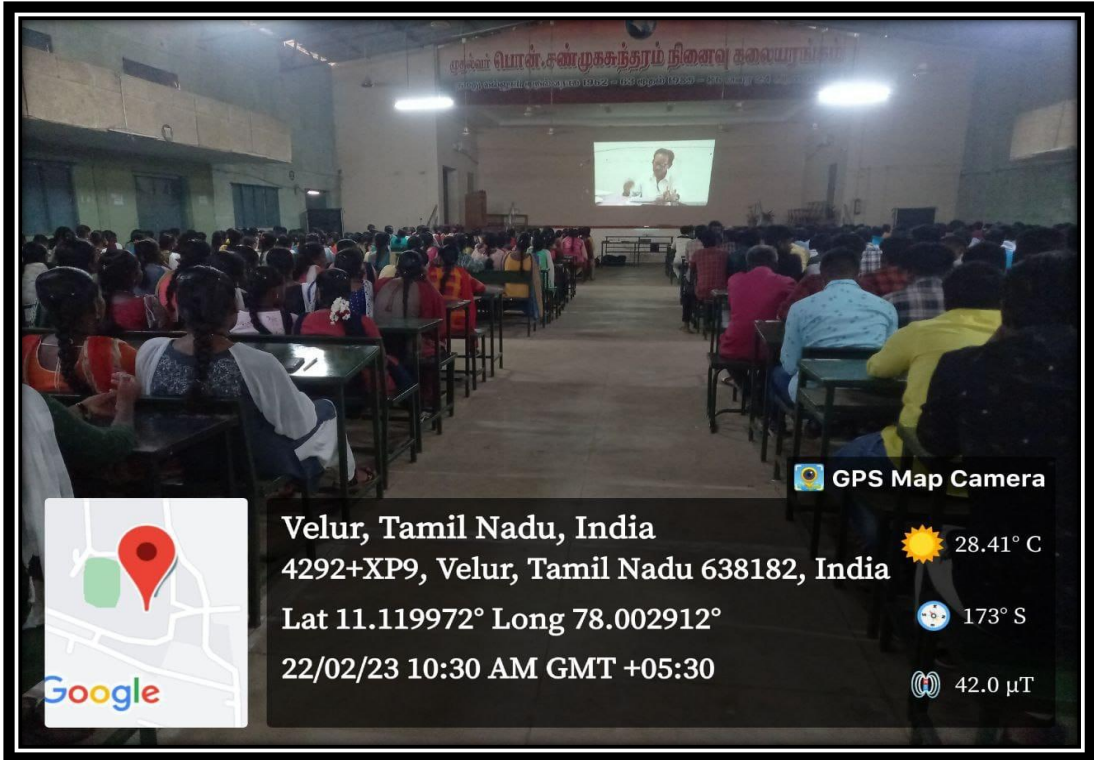 முதல்வர் பொன்.சண்முகசுந்தரம் நினைவு கலையரங்கம்
GPS Map Camera
Velur, Tamil Nadu, India
4292+XP9, Velur, Tamil Nadu 638182, India
Lat 11.119972° Long 78.002912°
22/02/23 10:30 AM GMT +05:30
28.41° C
173° S
42.0 µT
Google